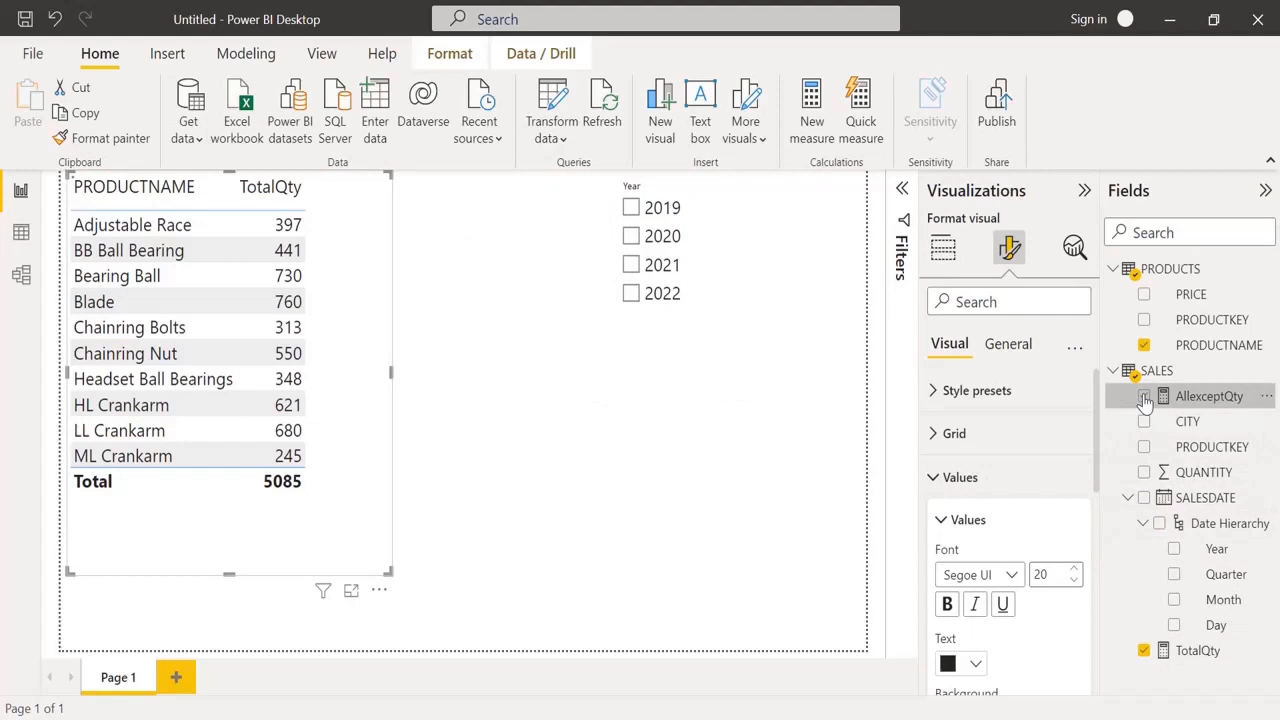 Untitled - Power BI Desktop
Search
Sign in
File
Home
Insert
Modeling
View
Help
Format
Data / Drill
Paste
Cut
Copy
Format painter
Clipboard
Get data
Excel workbook
Power BI datasets
SQL Server
Enter data
Dataverse
Recent sources
Data
Transform data
Refresh
Queries
New visual
Text box
More visuals
Insert
New measure
Quick measure
Calculations
Sensitivity
Sensitivity
Publish
Share
PRODUCTNAME TotalQty
Adjustable Race 397
BB Ball Bearing 441
Bearing Ball 730
Blade 760
Chainring Bolts 313
Chainring Nut 550
Headset Ball Bearings 348
HL Crankarm 621
LL Crankarm 680
ML Crankarm 245
Total 5085
Year
2019
2020
2021
2022
Filters
Visualizations
Format visual
Search
Visual
General
...
Style presets
Grid
Values
Values
Font
Segoe UI
20
B
I
U
Text
Background
Fields
Search
PRODUCTS
PRICE
PRODUCTKEY
PRODUCTNAME
SALES
AllexceptQty
CITY
PRODUCTKEY
QUANTITY
SALESDATE
Date Hierarchy
Year
Quarter
Month
Day
TotalQty
Page 1
Page 1 of 1